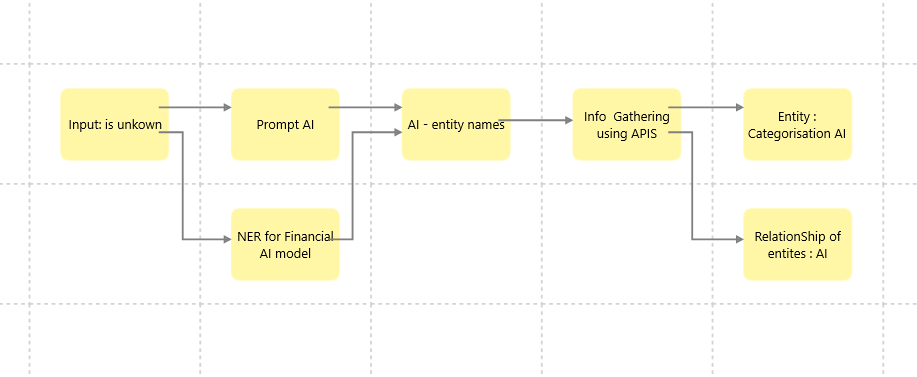 Input: is unkown
Prompt AI
AI - entity names
Info  Gathering
using APIS
Entity :
Categorisation AI
NER for Financial
AI model
RelationShip of
entites : AI